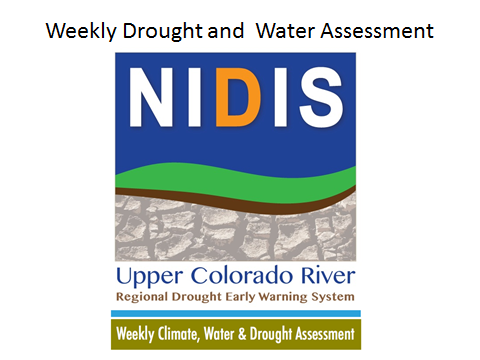 Weekly Drought and Water Assessment
NIDIS
Upper Colorado River
Regional Drought Early Warning System
Weekly Climate, Water & Drought Assessment